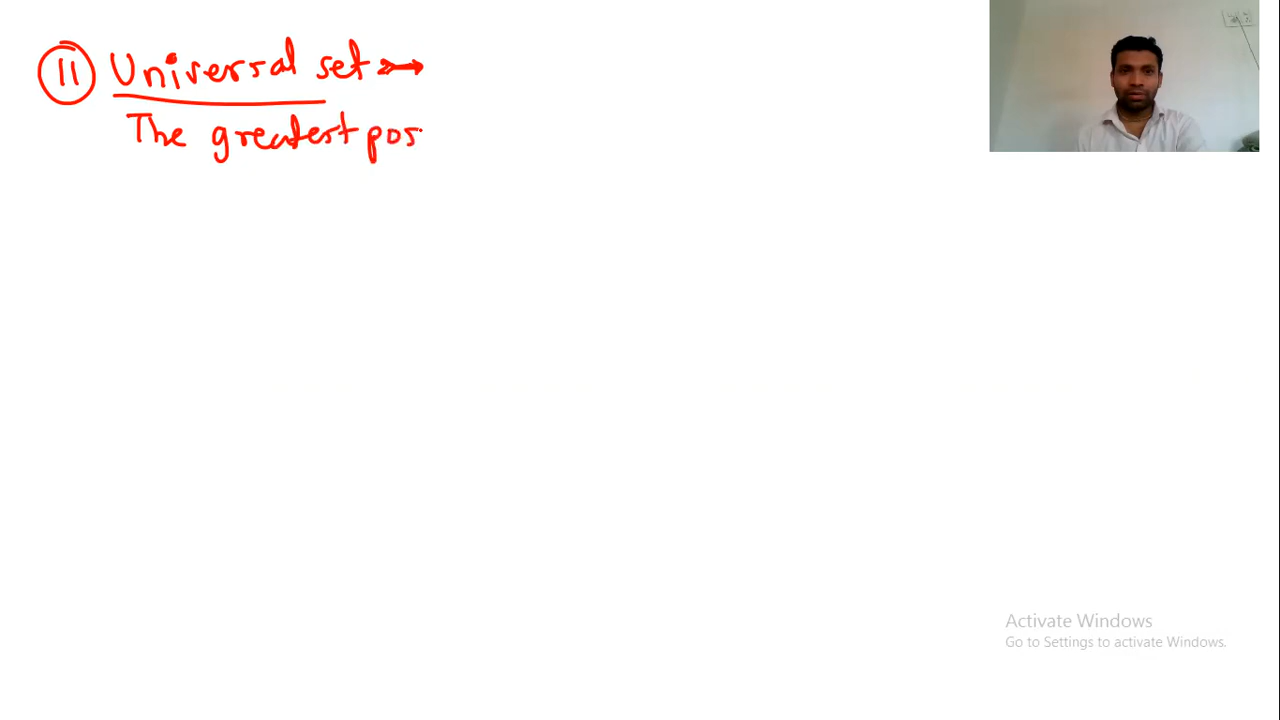 11 Universal set →
The greatest pos
Activate Windows
Go to Settings to activate Windows.